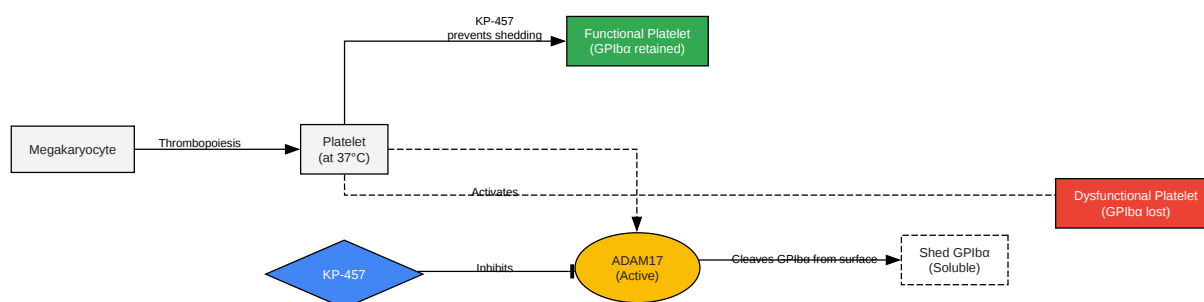 KP-457
prevents shedding
Functional Platelet
(GPIbα retained)
Megakaryocyte
Thrombopoiesis
Platelet
(at 37°C)
Activates
Dysfunctional Platelet
(GPIbα lost)
KP-457
Inhibits
ADAM17
(Active)
Cleaves GPIbα from surface
Shed GPIbα
(Soluble)